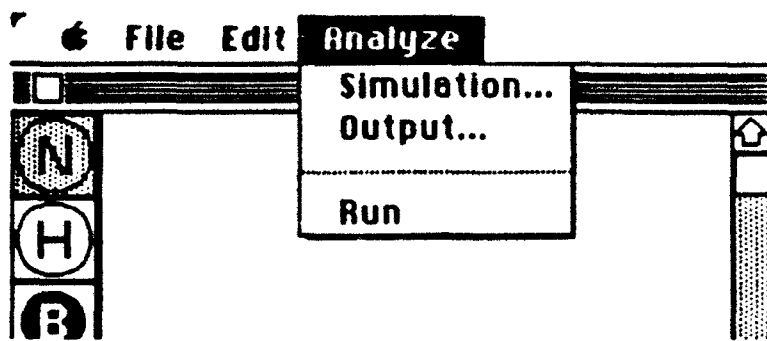 File Edit Analyze
Simulation...
Output...
Run
N
H
B